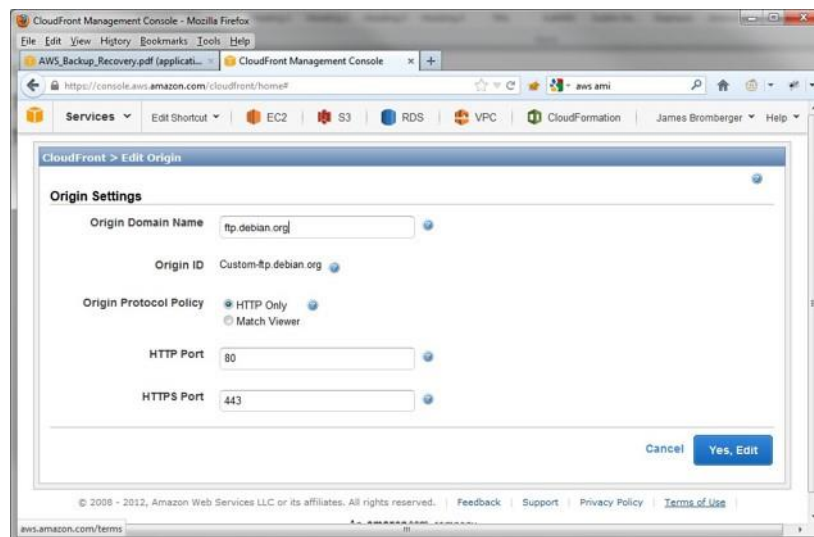 CloudFront Management Console - Mozilla Firefox
File Edit View History Bookmarks Tools Help
AWS_Backup_Recovery.pdf (applicati... CloudFront Management Console
https://console.aws.amazon.com/cloudfront/home# aws ami
Services Edit Shortcut EC2 S3 RDS VPC CloudFormation James Bromberger Help
CloudFront > Edit Origin
Origin Settings
Origin Domain Name ftp.debian.org
Origin ID Custom-ftp.debian.org
Origin Protocol Policy HTTP Only
Match Viewer
HTTP Port 80
HTTPS Port 443
Cancel Yes, Edit
© 2008 - 2012, Amazon Web Services LLC or its affiliates. All rights reserved. Feedback Support Privacy Policy Terms of Use
aws.amazon.com/terms